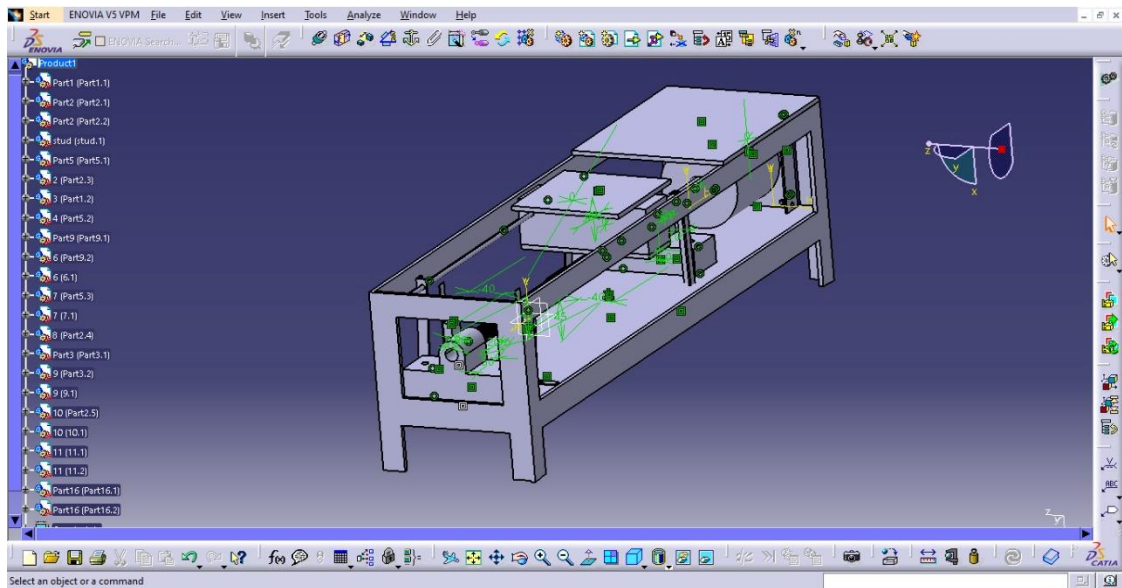 Start ENOVIA V5 VPM File Edit View Insert Tools Analyze Window Help
ENOVIA
ENOVIA Search...
Product1
Part1 (Part1.1)
Part2 (Part2.1)
Part2 (Part2.2)
stud (stud.1)
Part5 (Part5.1)
2 (Part2.3)
3 (Part1.2)
4 (Part5.2)
Part9 (Part9.1)
6 (Part9.2)
6 (6.1)
7 (Part5.3)
7 (7.1)
8 (Part2.4)
Part3 (Part3.1)
9 (Part3.2)
9 (9.1)
10 (Part2.5)
10 (10.1)
11 (11.1)
11 (11.2)
Part16 (Part16.1)
Part16 (Part16.2)
z
y
x
ABC
z
y
f(x)
CATIA
Select an object or a command